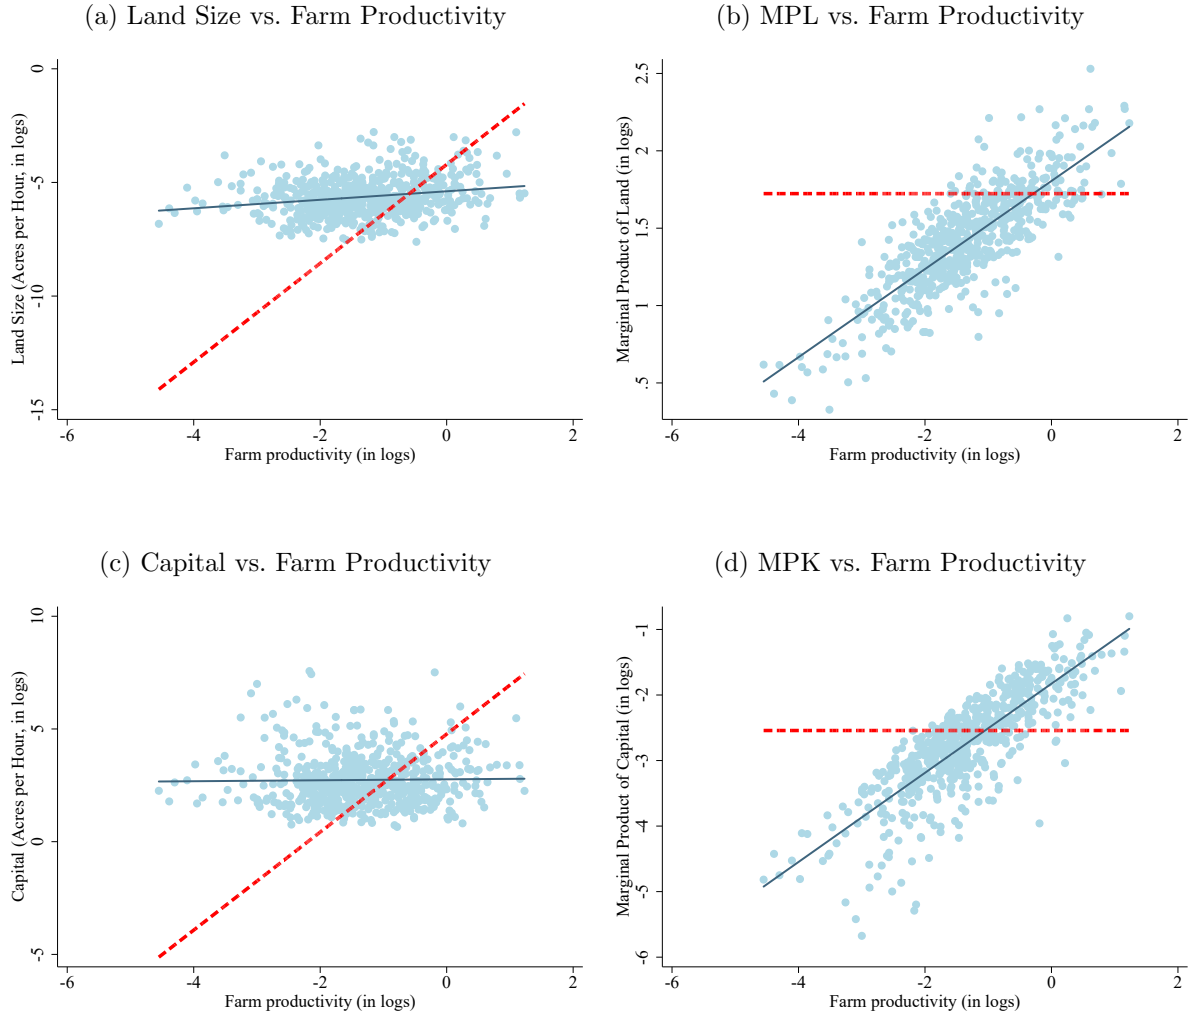 (a) Land Size vs. Farm Productivity
Land Size (Acres per Hour, in logs)
0
-5
-10
-15
-6 -4 -2 0 2
Farm productivity (in logs)
(b) MPL vs. Farm Productivity
Marginal Product of Land (in logs)
2.5
2
1.5
1
.5
-6 -4 -2 0 2
Farm productivity (in logs)
(c) Capital vs. Farm Productivity
Capital (Acres per Hour, in logs)
10
5
0
-5
-6 -4 -2 0 2
Farm productivity (in logs)
(d) MPK vs. Farm Productivity
Marginal Product of Capital (in logs)
-1
-2
-3
-4
-5
-6
-6 -4 -2 0 2
Farm productivity (in logs)